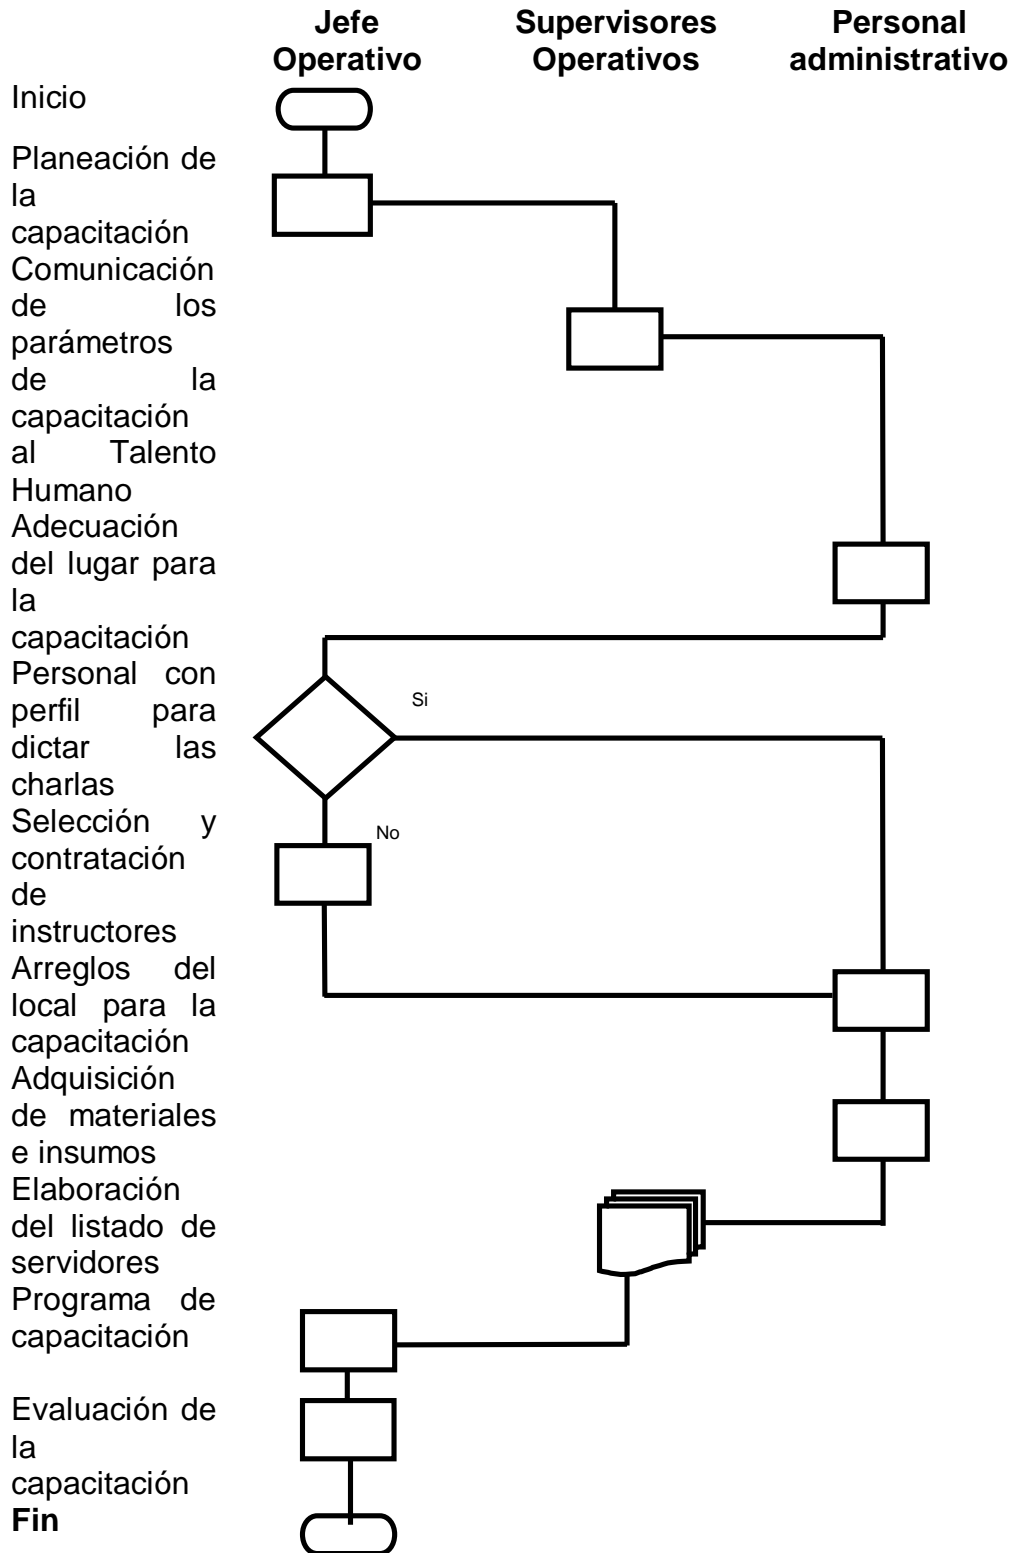 Jefe
Operativo
Supervisores
Operativos
Personal
administrativo
Inicio
Planeación de
la
capacitación
Comunicación
de los
parámetros
de la
capacitación
al Talento
Humano
Adecuación
del lugar para
la
capacitación
Personal con
perfil para
dictar las
charlas
Si
Selección y
No
contratación
de
instructores
Arreglos del
local para la
capacitación
Adquisición
de materiales
e insumos
Elaboración
del listado de
servidores
Programa de
capacitación
Evaluación de
la
capacitación
Fin